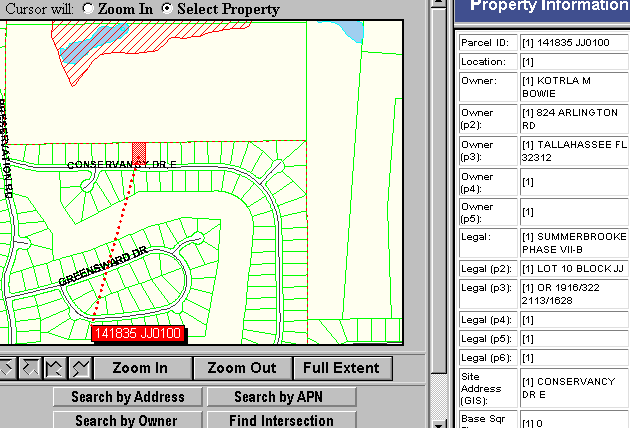 Cursor will: Zoom In Select Property
CONSERVANCY DR E
GREENSWARD DR
141835 JJ0100
Zoom In Zoom Out Full Extent
Search by Address Search by APN
Search by Owner Find Intersection
Property Information
Parcel ID: [1] 141835 JJ0100
Location: [1]
Owner: [1] KOTRLA M
BOWIE
Owner [1] 824 ARLINGTON
(p2): RD
Owner [1] TALLAHASSEE FL
(p3): 32312
Owner [1]
(p4):
Owner [1]
(p5):
Legal: [1] SUMMERBROOKE
PHASE VII-B
Legal (p2): [1] LOT 10 BLOCK JJ
Legal (p3): [1] OR 1916/322
2113/1628
Legal (p4): [1]
Legal (p5): [1]
Legal (p6): [1]
Site
Address [1] CONSERVANCY
(GIS): DR E
Base Sqr [1] 0